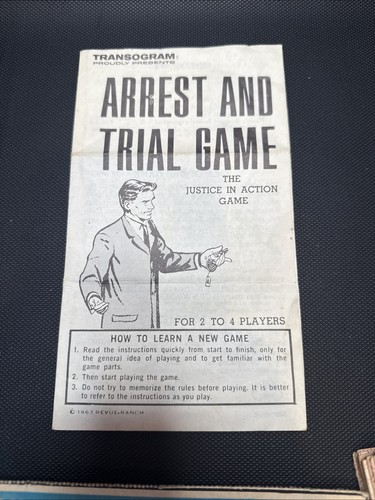 TRANSOGRAM
PROUDLY PRESENTS
ARREST AND
TRIAL GAME
THE
JUSTICE IN ACTION
GAME
FOR 2 TO 4 PLAYERS
HOW TO LEARN A NEW GAME
1. Read the instructions quickly from start to finish, only for
the general idea of playing and to get familiar with the
game parts.
2. Then start playing the game.
3. Do not try to memorize the rules before playing. It is better
to refer to the instructions as you play.
© 1963 REVUE-RANCH